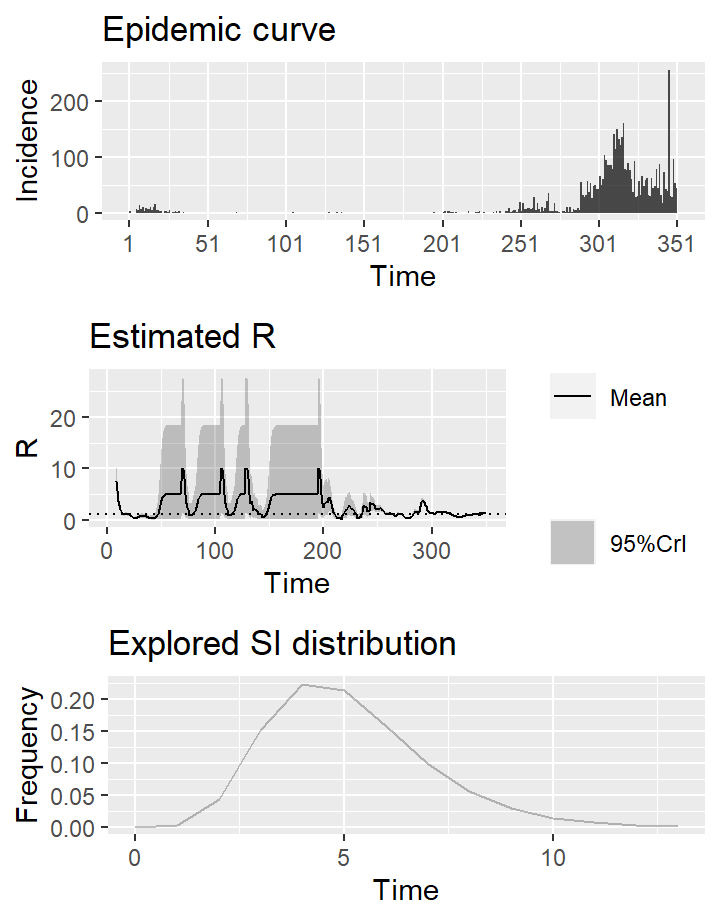 Epidemic curve
Incidence
200
100
0
1 51 101 151 201 251 301 351
Time
Estimated R
R
20
10
0
0 100 200 300
Time
Mean
95%CrI
Explored SI distribution
Frequency
0.20
0.15
0.10
0.05
0.00
0 5 10
Time